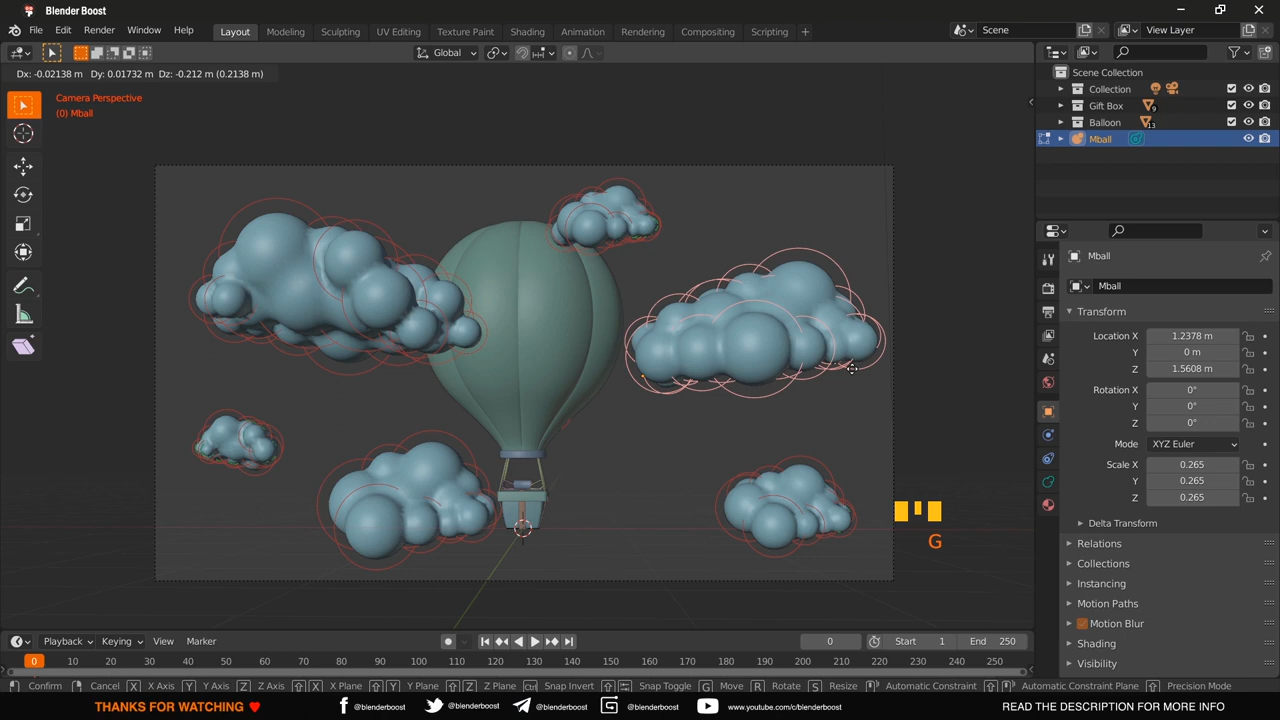 Blender Boost
File Edit Render Window Help
Layout Modeling Sculpting UV Editing Texture Paint Shading Animation Rendering Compositing Scripting +
Scene
View Layer
Global
Dx: -0.02138 m Dy: 0.01732 m Dz: -0.212 m (0.2138 m)
Camera Perspective
(0) Mball
G
Scene Collection
Collection
Gift Box 9
Balloon 13
Mball
Mball
Mball
Transform
Location X 1.2378 m
Y 0 m
Z 1.5608 m
Rotation X 0°
Y 0°
Z 0°
Mode XYZ Euler
Scale X 0.265
Y 0.265
Z 0.265
Delta Transform
Relations
Collections
Instancing
Motion Paths
Motion Blur
Shading
Visibility
Playback Keying View Marker
0 Start 1 End 250
0 10 20 30 40 50 60 70 80 90 100 110 120 130 140 150 160 170 180 190 200 210 220 230 240 250
Confirm Cancel X X Axis Y Y Axis Z Z Axis X X Plane Y Y Plane Z Z Plane Ctrl Snap Invert Snap Toggle G Move R Rotate S Resize Automatic Constraint Automatic Constraint Plane Precision Mode
THANKS FOR WATCHING @blenderboost @blenderboost @blenderboost @blenderboost www.youtube.com/c/blenderboost READ THE DESCRIPTION FOR MORE INFO